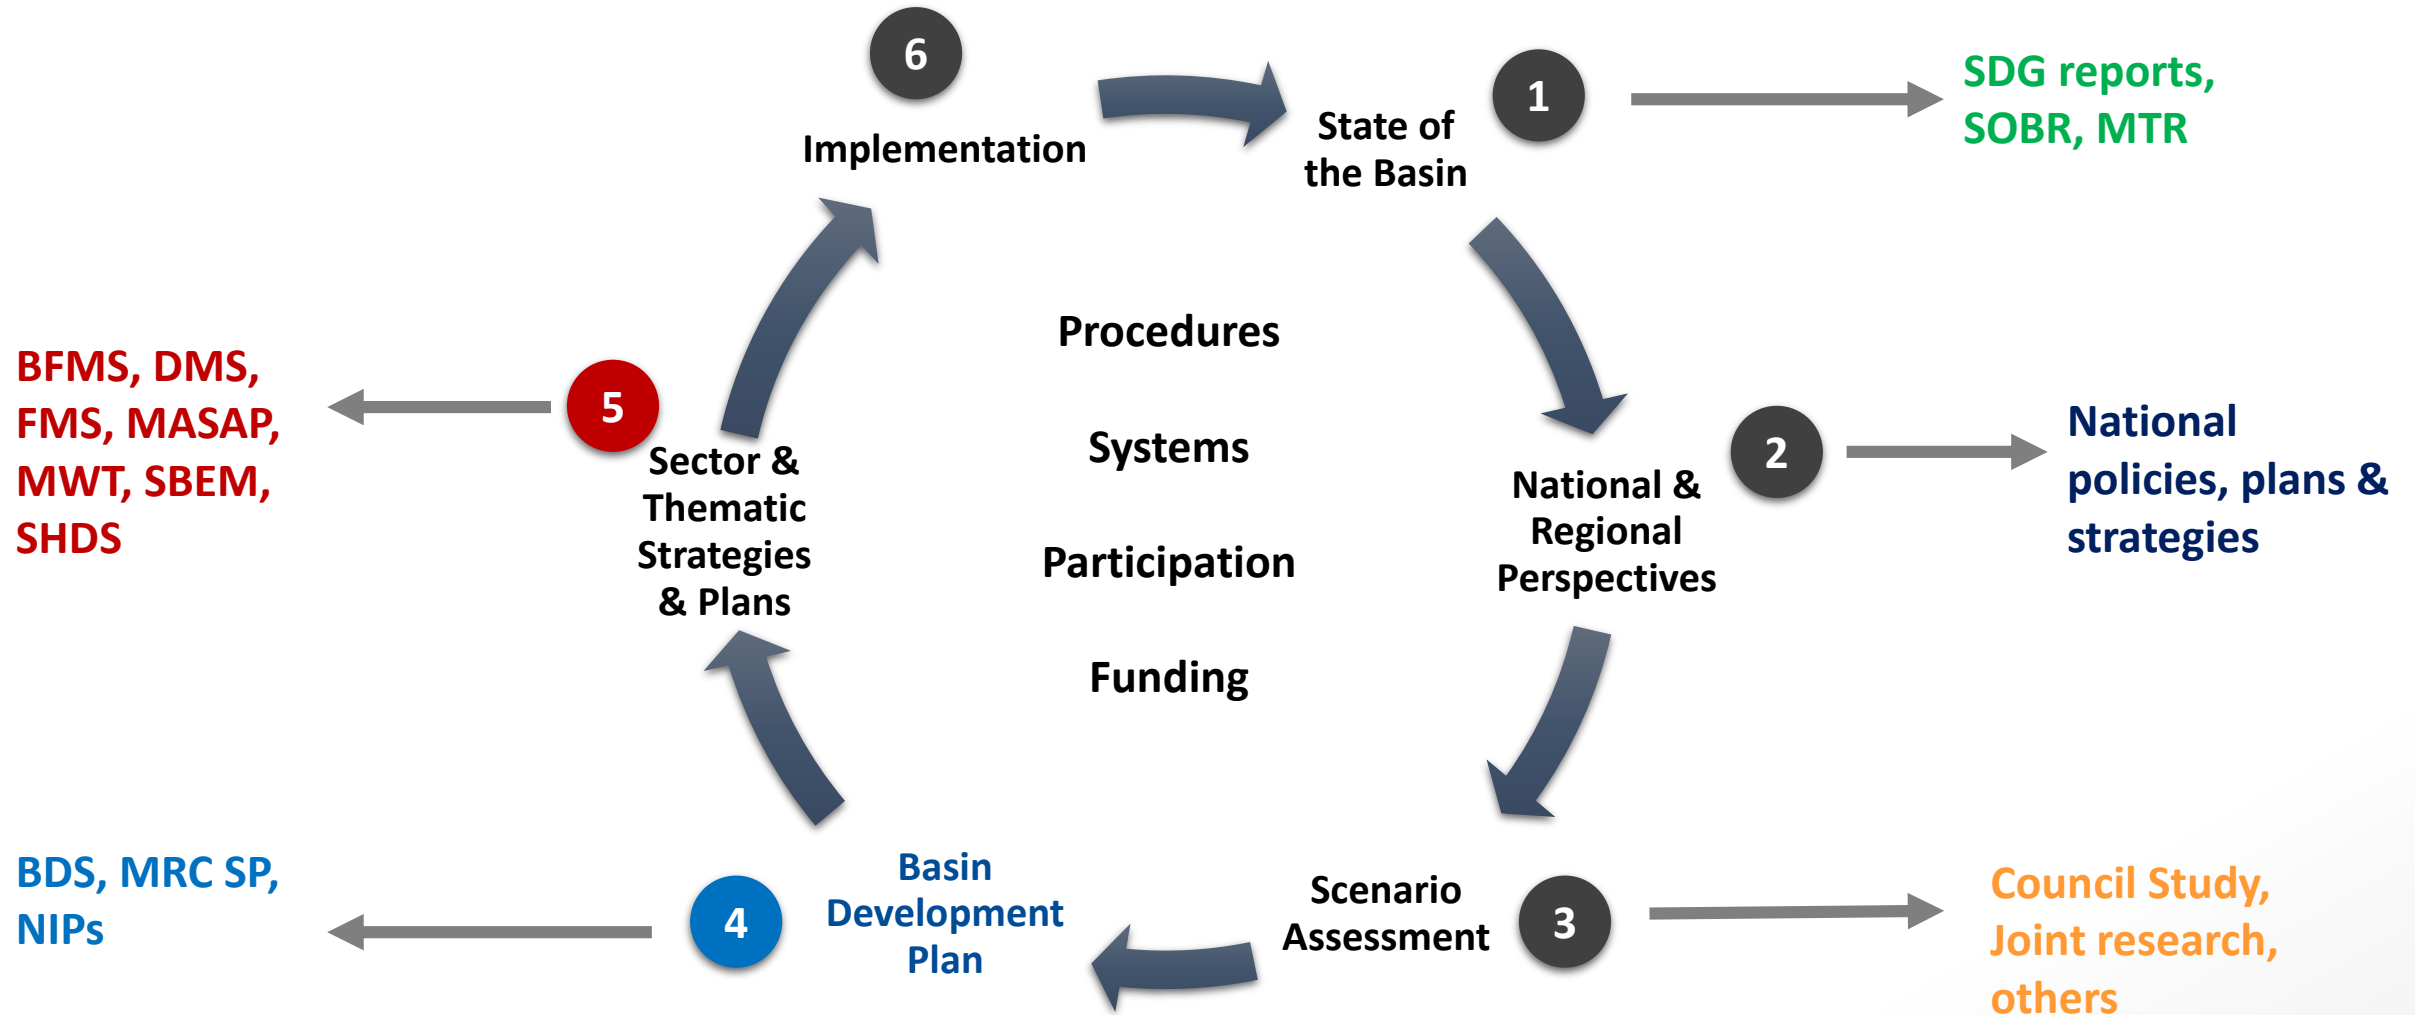 6
Implementation
1
State of
the Basin
SDG reports,
SOBR, MTR
2
National &
Regional
Perspectives
National
policies, plans &
strategies
3
Scenario
Assessment
Council Study,
Joint research,
others
4
Basin
Development
Plan
BDS, MRC SP,
NIPs
5
Sector &
Thematic
Strategies
& Plans
BFMS, DMS,
FMS, MASAP,
MWT, SBEM,
SHDS
Procedures
Systems
Participation
Funding